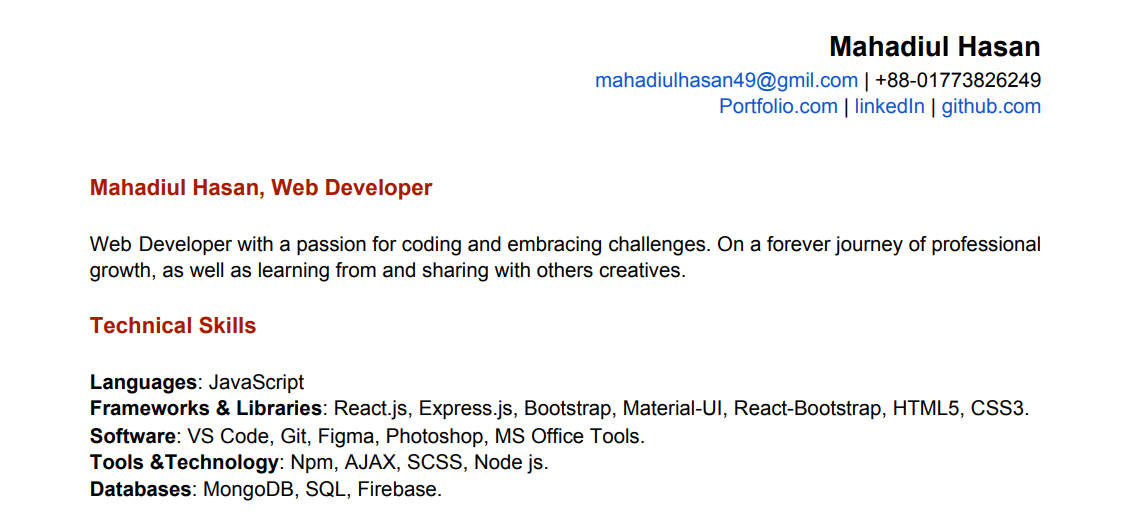 Mahadiul Hasan
mahadiulhasan49@gmil.com | +88-01773826249
Portfolio.com | linkedIn | github.com
Mahadiul Hasan, Web Developer
Web Developer with a passion for coding and embracing challenges. On a forever journey of professional
growth, as well as learning from and sharing with others creatives.
Technical Skills
Languages: JavaScript
Frameworks & Libraries: React.js, Express.js, Bootstrap, Material-UI, React-Bootstrap, HTML5, CSS3.
Software: VS Code, Git, Figma, Photoshop, MS Office Tools.
Tools &Technology: Npm, AJAX, SCSS, Node js.
Databases: MongoDB, SQL, Firebase.